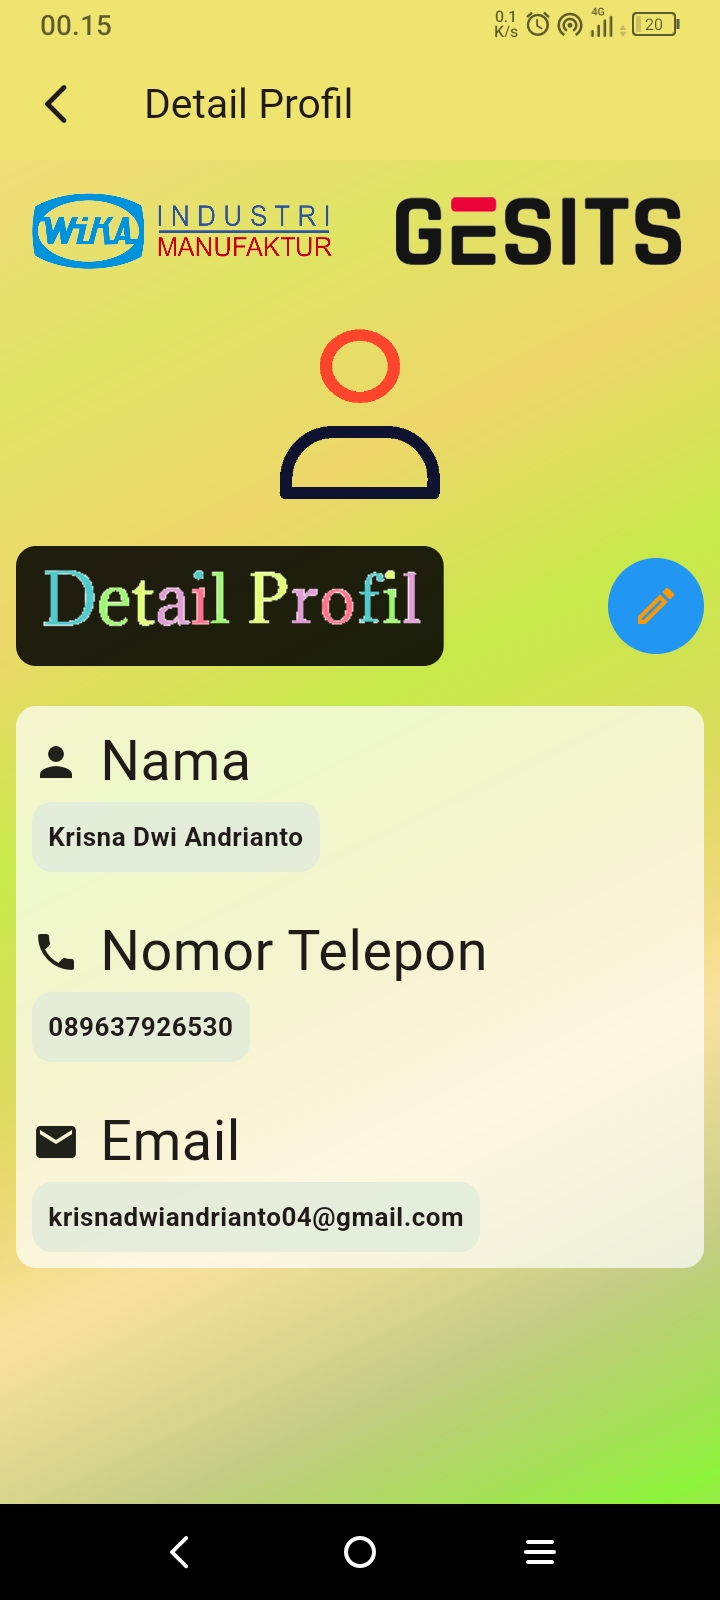 00.15
0.1
K/s
4G
20
Detail Profil
WiKA INDUSTRI
MANUFAKTUR
GESITS
Detail Profil
Nama
Krisna Dwi Andrianto
Nomor Telepon
089637926530
Email
krisnadwiandrianto04@gmail.com